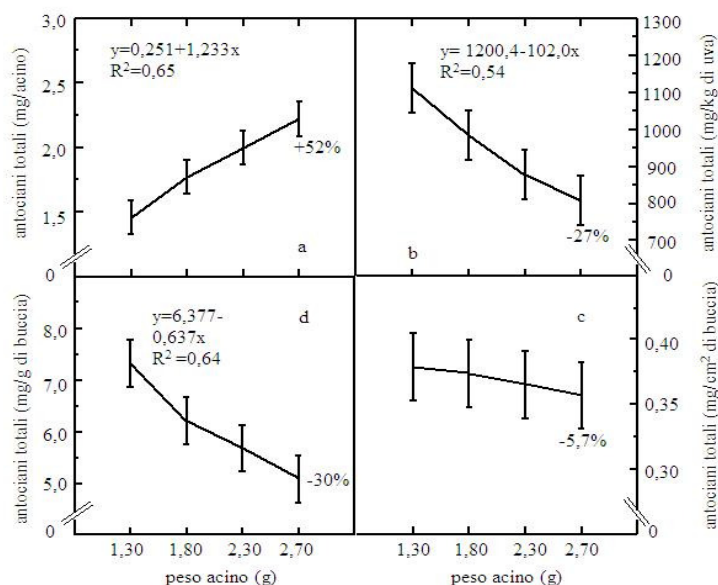 antociani totali (mg/acino)
3,0
2,5
2,0
1,5
0
y=0,251+1,233x
R²=0,65
+52%
a
y= 1200,4-102,0x
R²=0,54
-27%
b
1300
1200
1100
1000
900
800
700
0
antociani totali (mg/kg di uva)
antociani totali (mg/g di buccia)
8,0
7,0
6,0
5,0
0
y=6,377-
0,637x
R² =0,64
-30%
d
c
-5,7%
0,40
0,35
0,30
0
antociani totali (mg/cm² di buccia)
1,30 1,80 2,30 2,70
peso acino (g)
1,30 1,80 2,30 2,70
peso acino (g)